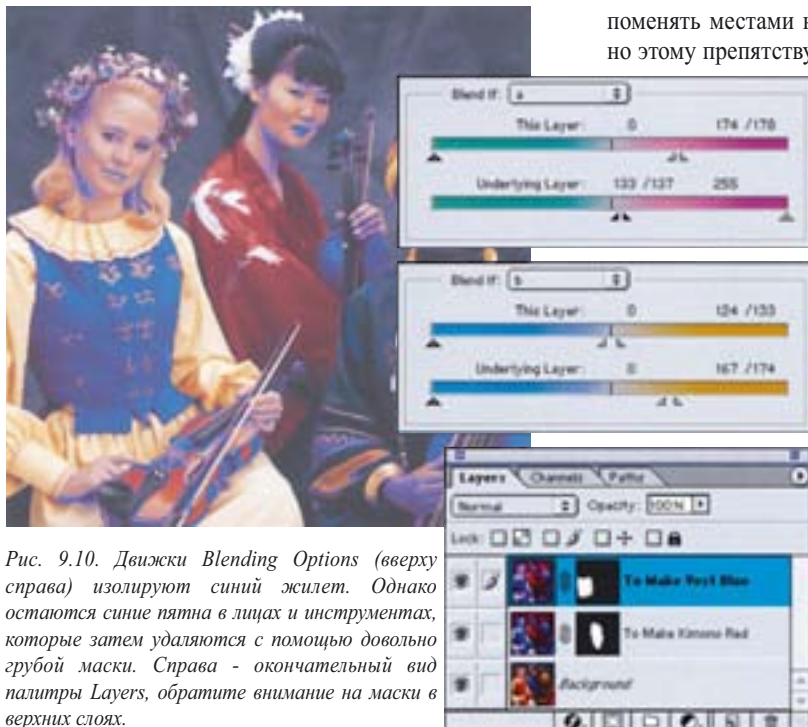 поменять местами
но этому препятству
Blend If: a
This Layer: 0 174 / 178
Underlying Layer: 133 / 137 255
Blend If: b
This Layer: 0 124 / 133
Underlying Layer: 0 167 / 174
Layers Channels Paths
Normal Opacity: 100%
Lock:
To Make Vest Blue
To Make Kimono Red
Background
Рис. 9.10. Движки Blending Options (вверху
справа) изолируют синий жилет. Однако
остаются синие пятна в лицах и инструментах,
которые затем удаляются с помощью довольно
грубой маски. Справа - окончательный вид
палитры Layers, обратите внимание на маски в
верхних слоях.